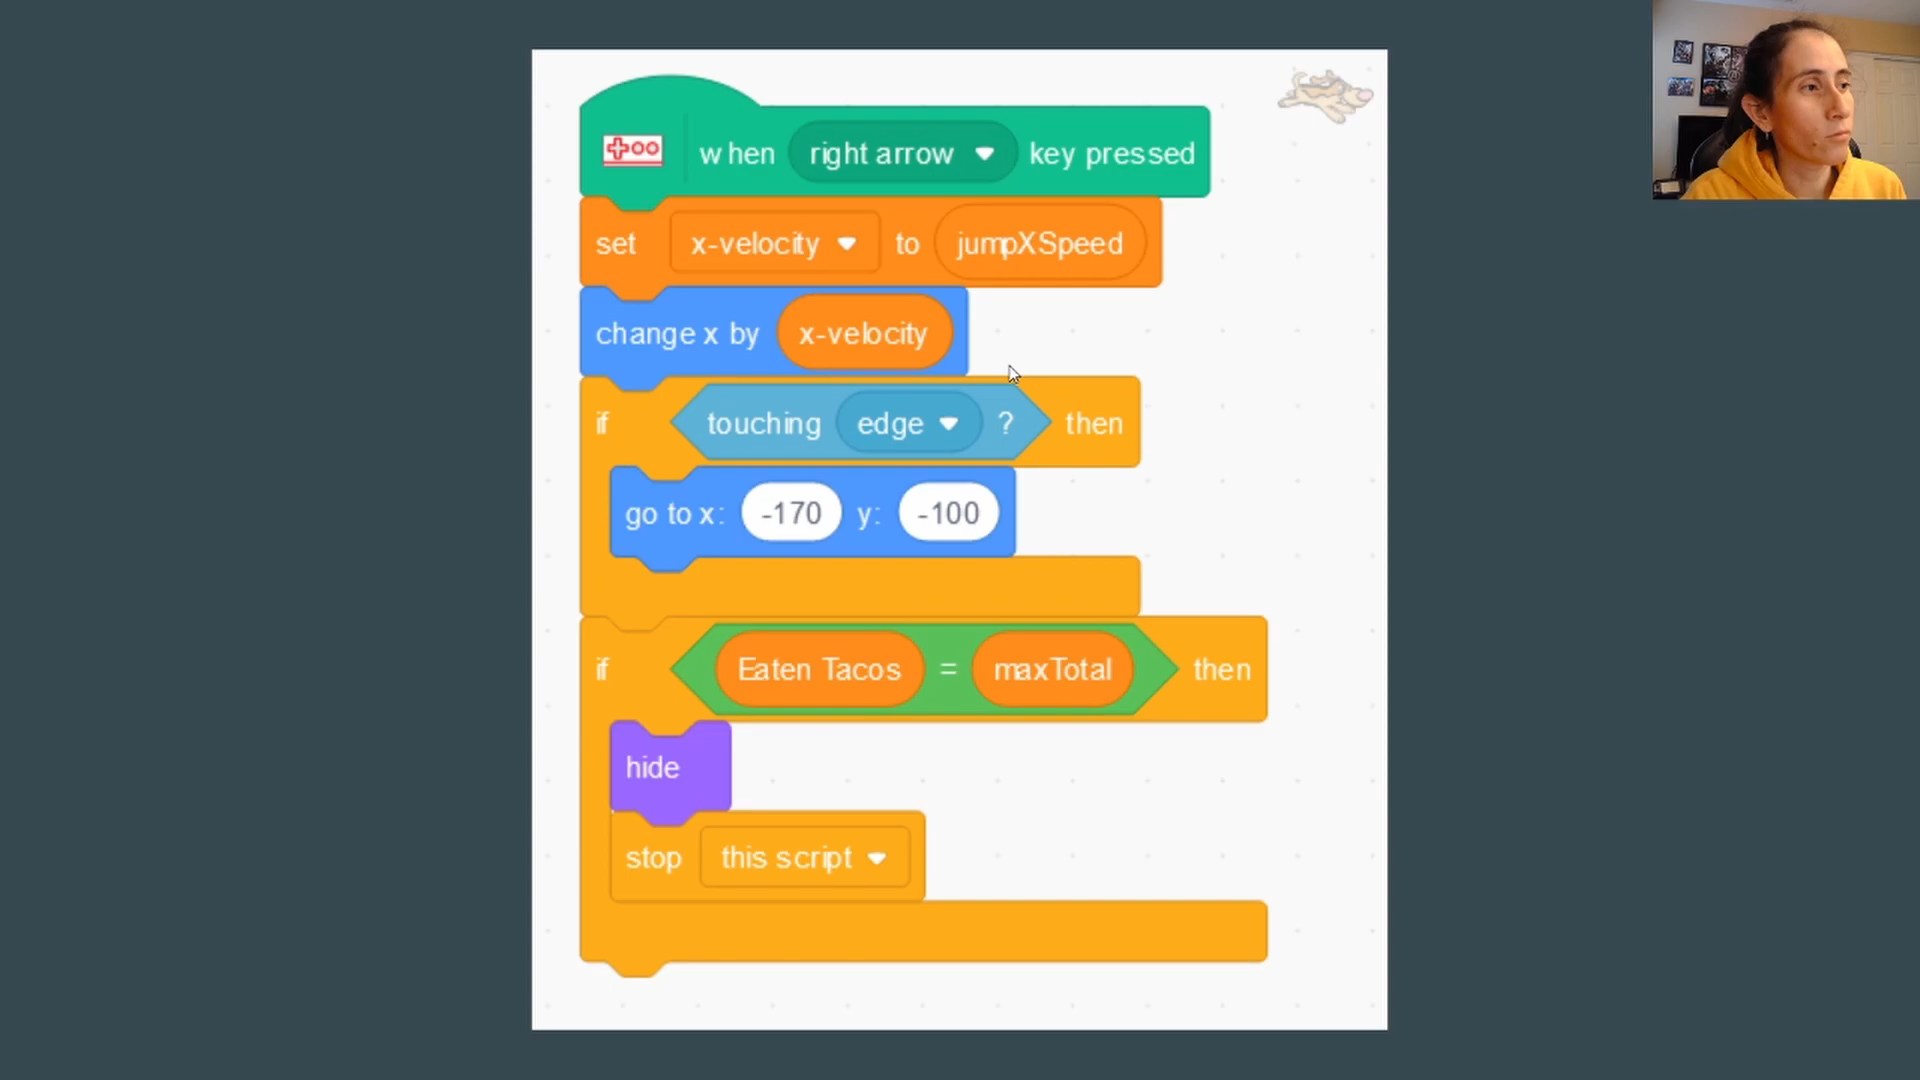 when right arrow key pressed
set x-velocity to jumpXSpeed
change x by x-velocity
if touching edge ? then
go to x: -170 y: -100
if Eaten Tacos = maxTotal then
hide
stop this script